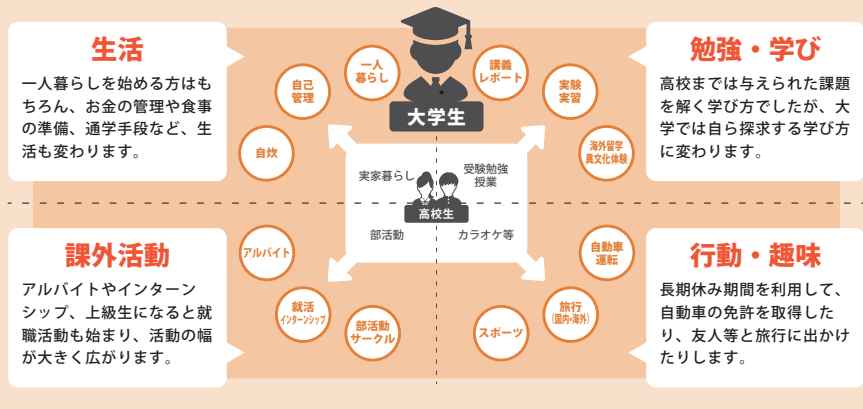 生活
一人暮らしを始める方はも
ちろん、お金の管理や食事
の準備、通学手段など、生
活も変わります。
自己
管理
一人
暮らし
自炊
大学生
講義
レポート
実験
実習
海外留学
異文化体験
勉強・学び
高校までは与えられた課題
を解く学び方でしたが、大
学では自ら探求する学び方
に変わります。
実家暮らし
受験勉強
授業
高校生
部活動
カラオケ等
課外活動
アルバイトやインターン
シップ、上級生になると就
職活動も始まり、活動の幅
が大きく広がります。
アルバイト
就活
インターンシップ
部活動
サークル
スポーツ
旅行
(国内・海外)
自動車
運転
行動・趣味
長期休み期間を利用して、
自動車の免許を取得した
り、友人等と旅行に出かけ
たりします。